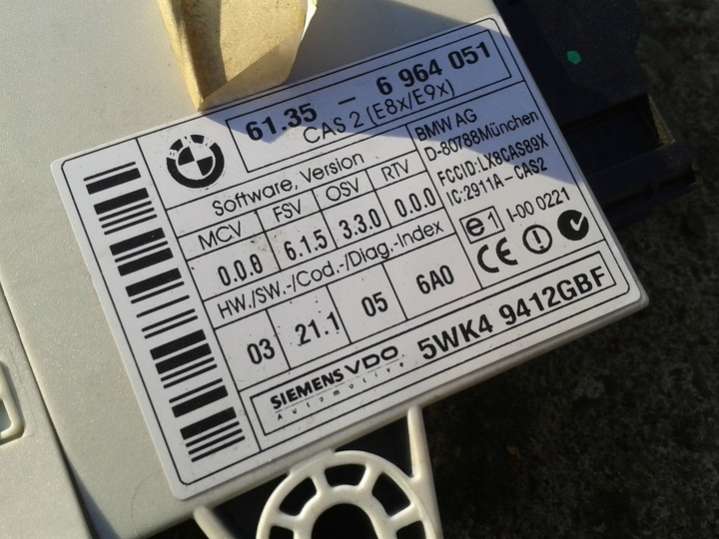 61.35 - 6 964 051
CAS 2 (E8x/E9x)
Software, Version
MCV FSV OSV RTV
0.0.0 6.1.5 3.3.0 0.0.0
HW./SW.-/Cod.-/Diag.-Index
03 21.1 05 6A0
BMW AG
D-80788München
FCCID:LX8CAS89X
IC:2911A-CAS2
e1 I-00 0221
CE
SIEMENS VDO
Automotive
5WK4 9412GBF